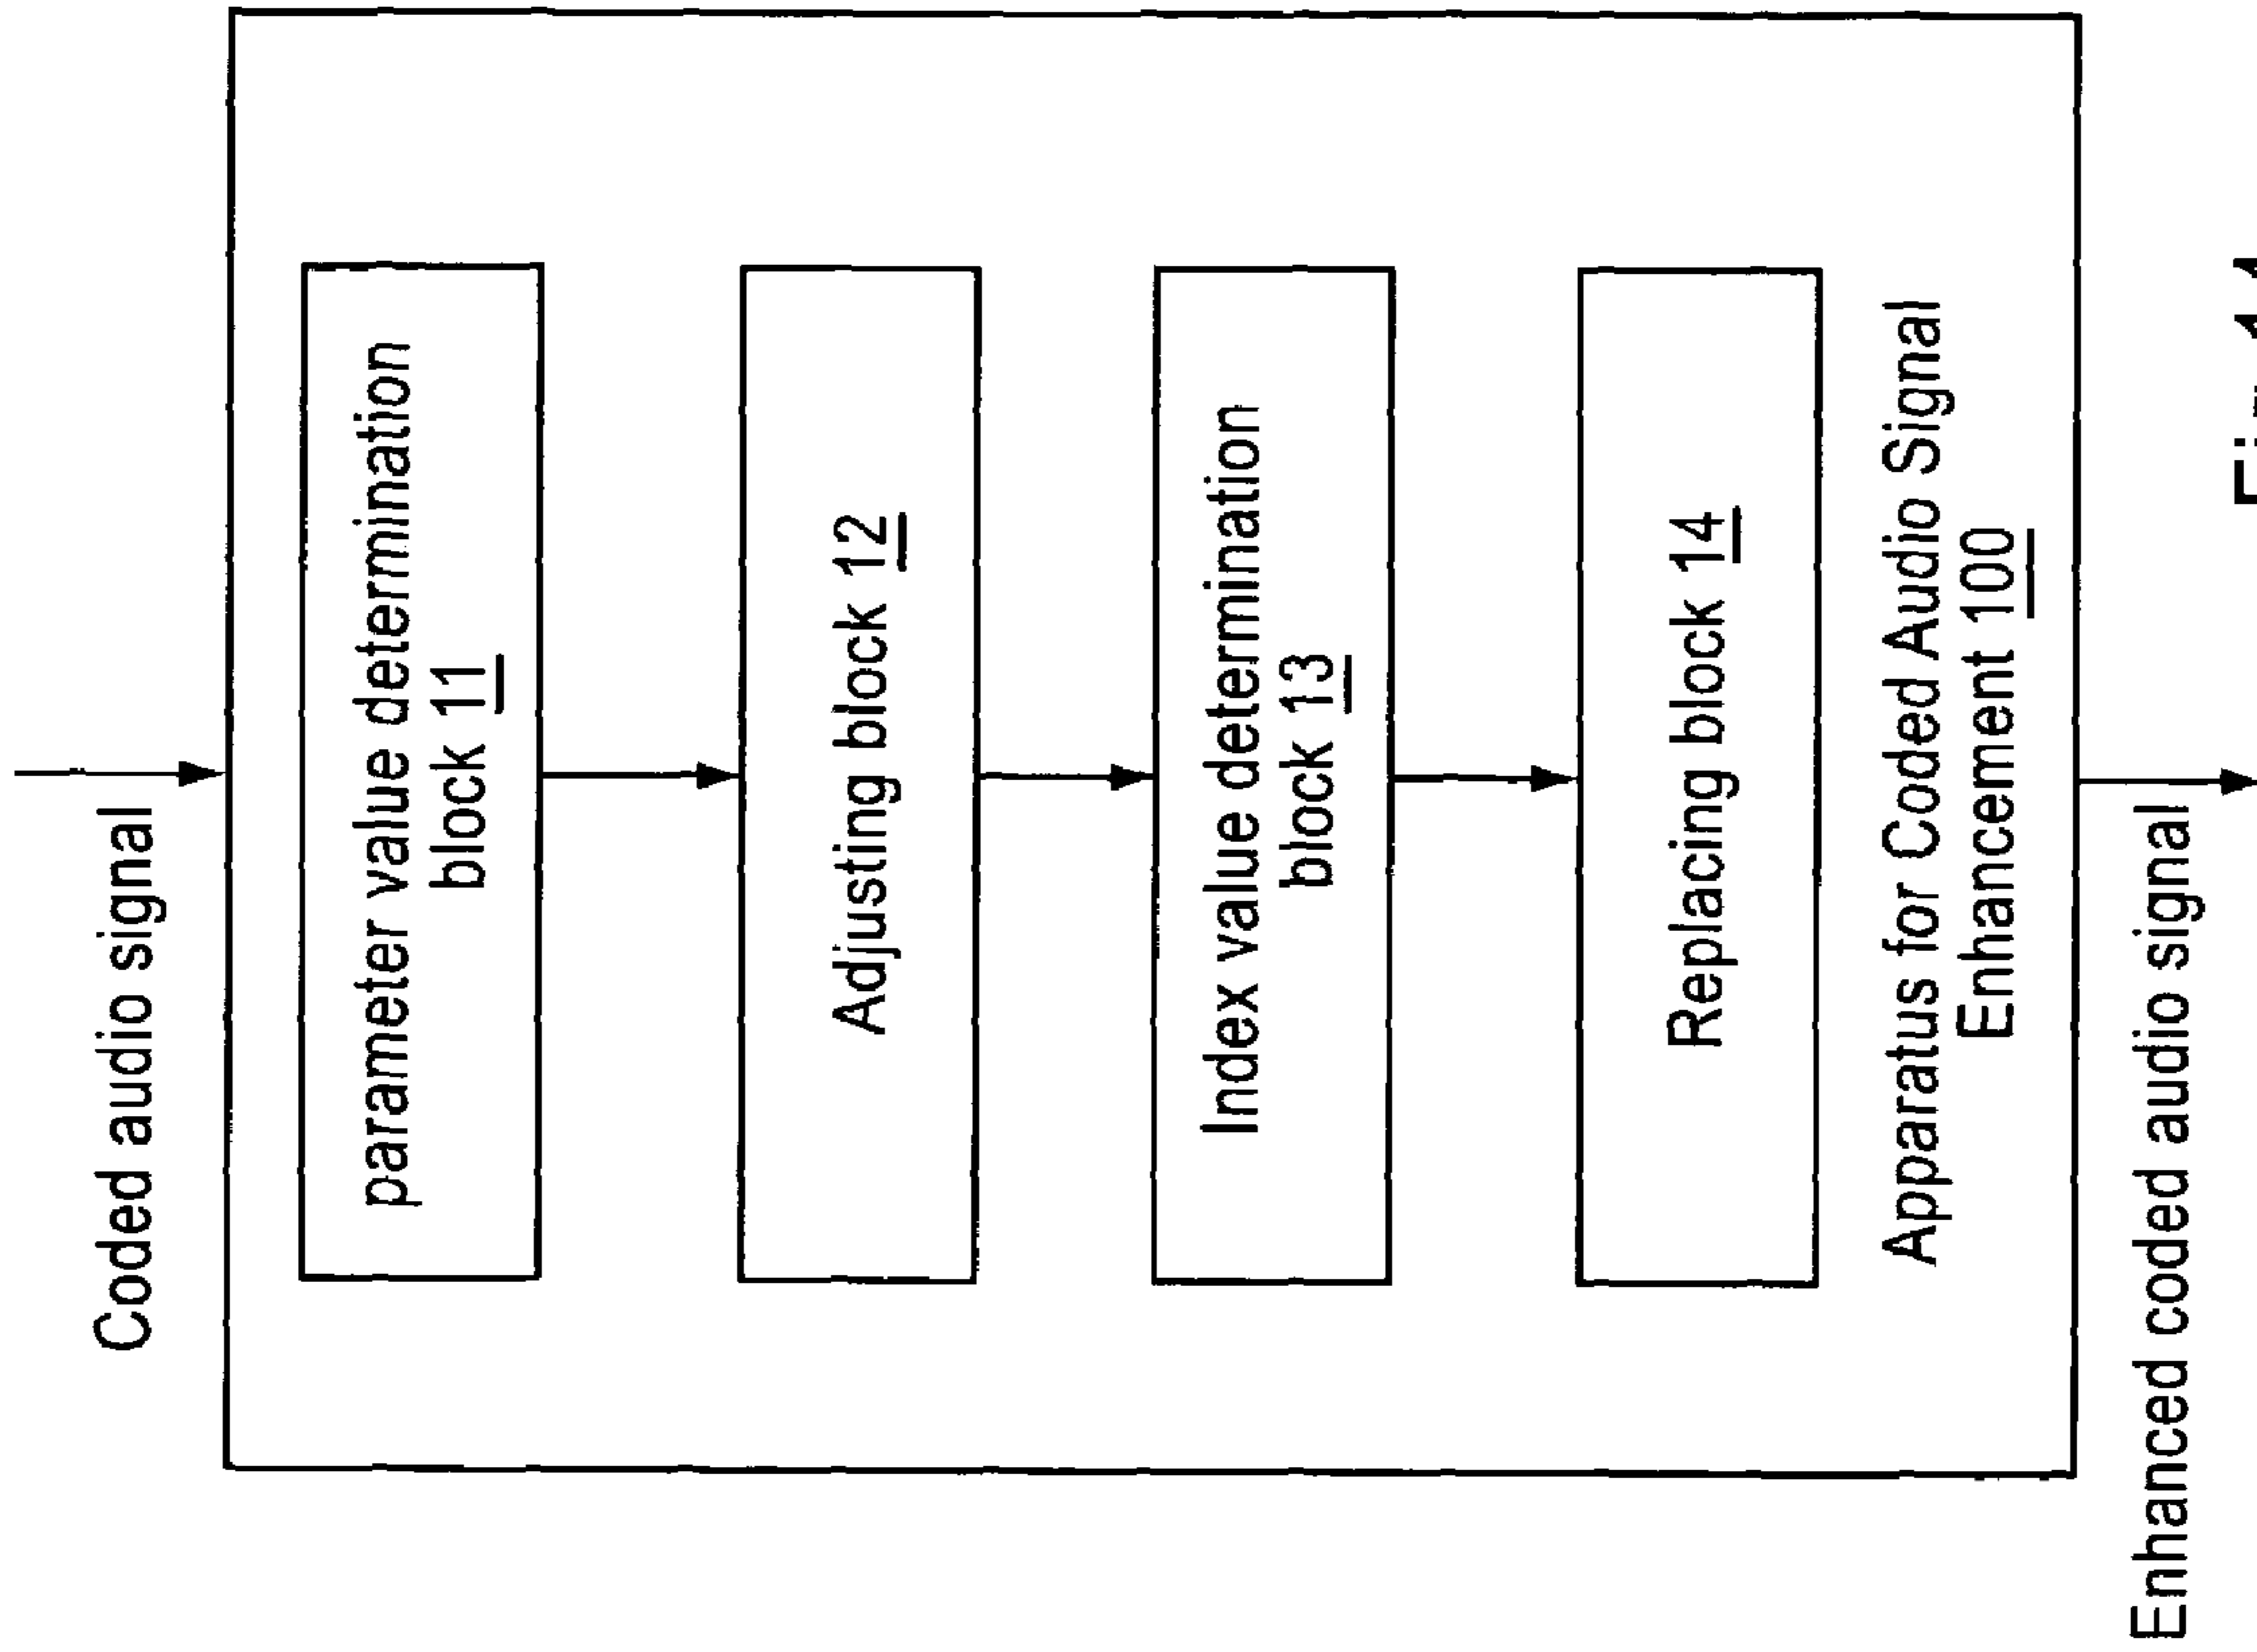 Coded audio signal
parameter value determination
block 11
Adjusting block 12
Index value determination
block 13
Replacing block 14
Apparatus for Coded Audio Signal
Enhancement 100
Enhanced coded audio signal